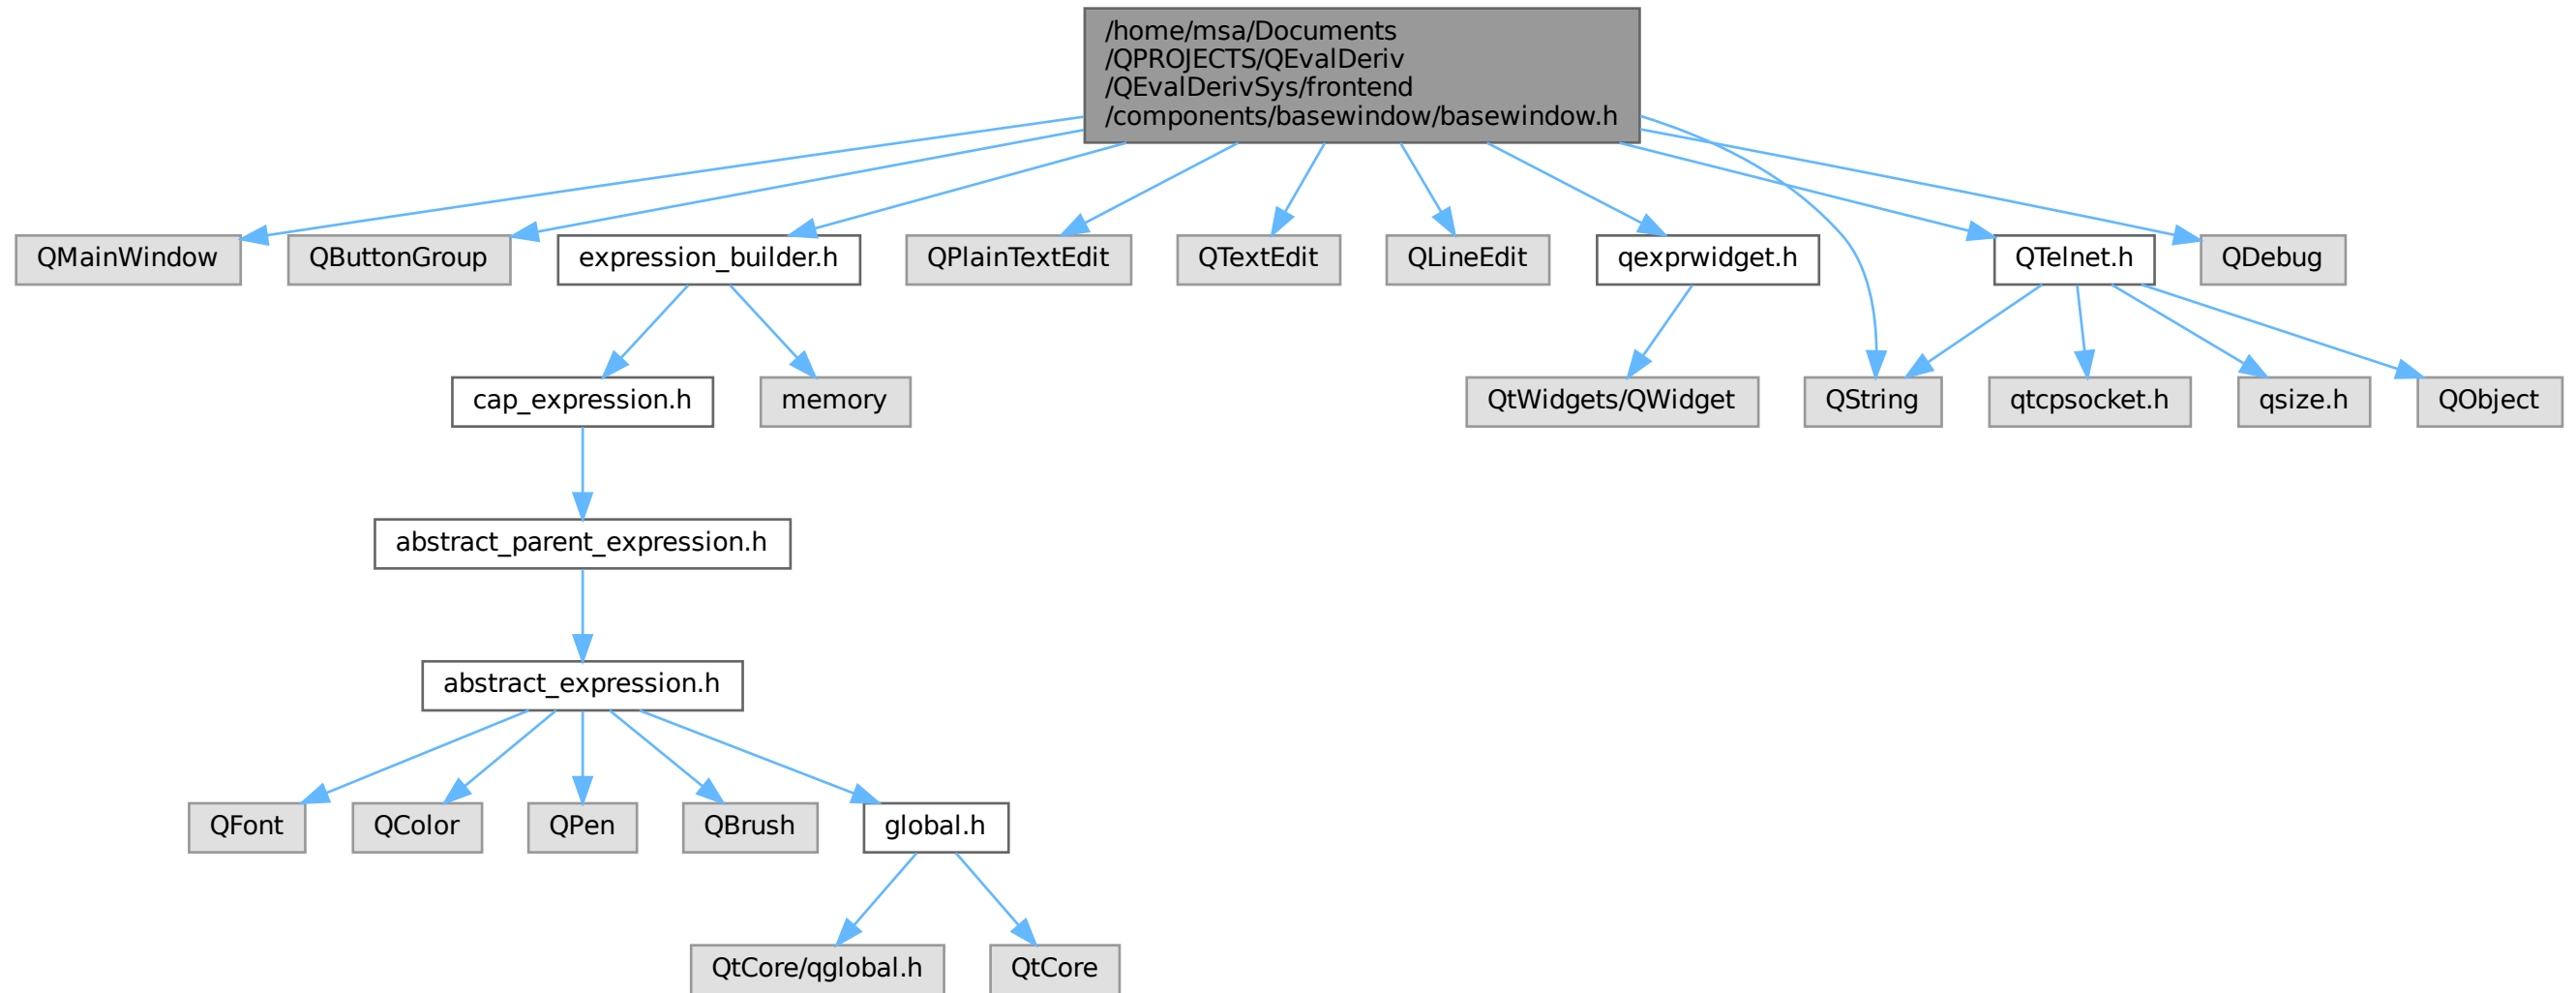 /home/msa/Documents
/QPROJECTS/QEvalDeriv
/QEvalDerivSys/frontend
/components/basewindow/basewindow.h
QMainWindow
QButtonGroup
expression_builder.h
QPlainTextEdit
QTextEdit
QLineEdit
qexprwidget.h
QTelnet.h
QDebug
cap_expression.h
memory
QtWidgets/QWidget
QString
qtcpsocket.h
qsize.h
QObject
abstract_parent_expression.h
abstract_expression.h
QFont
QColor
QPen
QBrush
global.h
QtCore/qglobal.h
QtCore